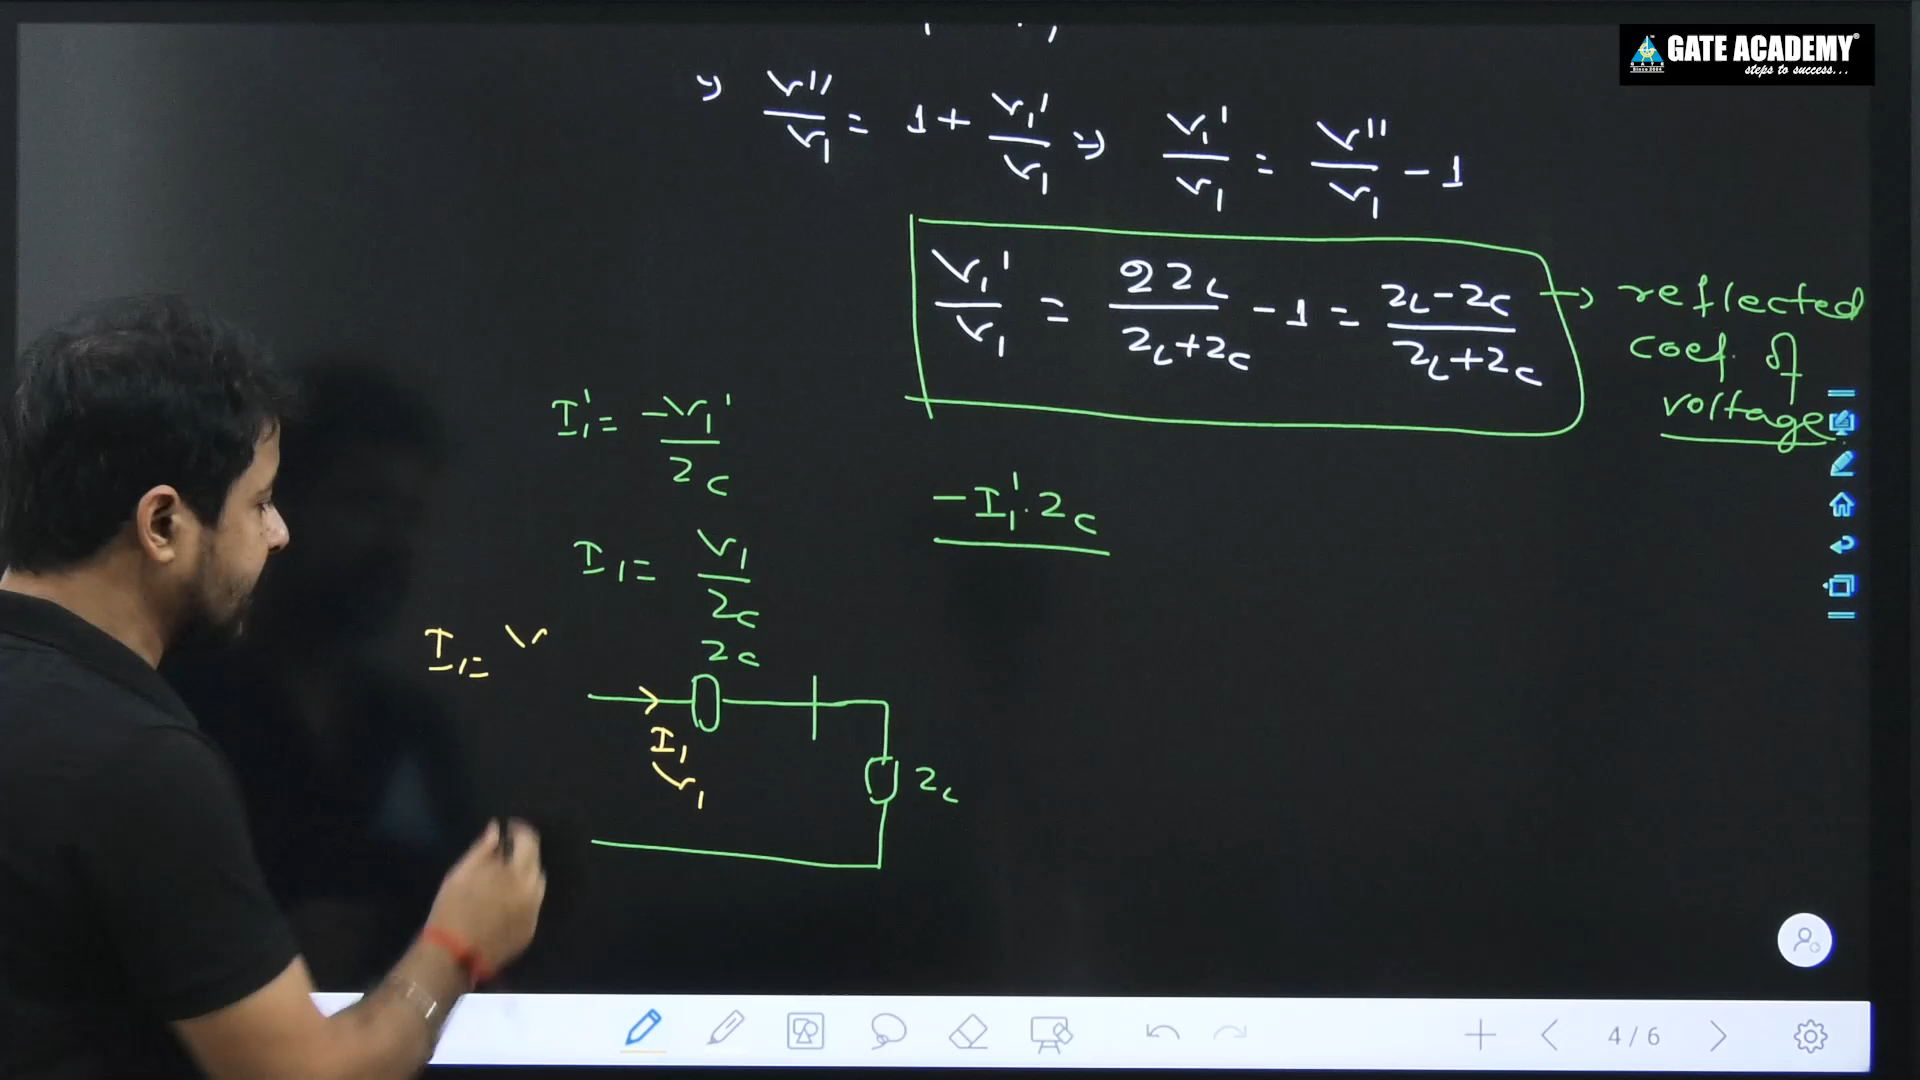 GATE ACADEMY®
steps to success...
⇒ V''/V₁ = 1 + V₁'/V₁ ⇒ V₁'/V₁ = V''/V₁ - 1
V₁'/V₁ = 2Z_L/(Z_L+Z_C) - 1 = (Z_L-Z_C)/(Z_L+Z_C) → reflected
coef. of
voltage
I₁' = -V₁'/Z_C
-I₁'.Z_C
I₁ = V₁/Z_C
I₁ = V
Z_C
I₁
V₁
Z_L
4 / 6